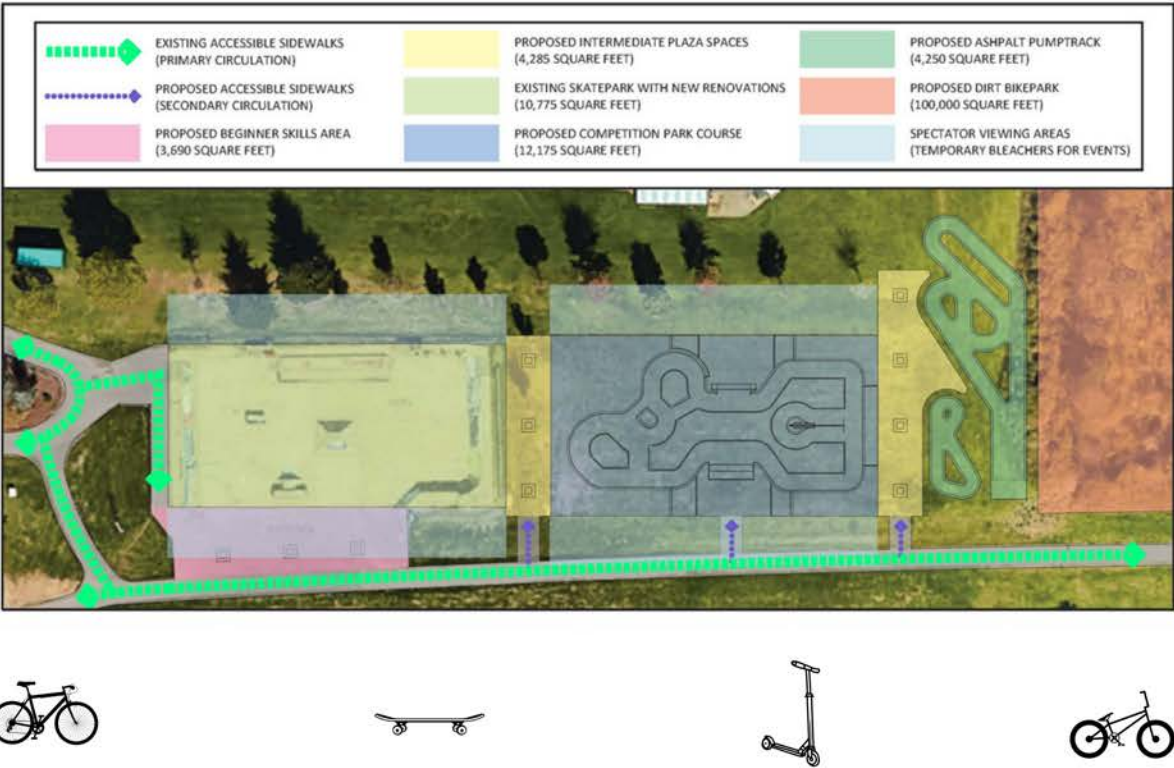 EXISTING ACCESSIBLE SIDEWALKS
(PRIMARY CIRCULATION)
PROPOSED ACCESSIBLE SIDEWALKS
(SECONDARY CIRCULATION)
PROPOSED BEGINNER SKILLS AREA
(3,690 SQUARE FEET)
PROPOSED INTERMEDIATE PLAZA SPACES
(4,285 SQUARE FEET)
EXISTING SKATEPARK WITH NEW RENOVATIONS
(10,775 SQUARE FEET)
PROPOSED COMPETITION PARK COURSE
(12,175 SQUARE FEET)
PROPOSED ASHPALT PUMPTRACK
(4,250 SQUARE FEET)
PROPOSED DIRT BIKEPARK
(100,000 SQUARE FEET)
SPECTATOR VIEWING AREAS
(TEMPORARY BLEACHERS FOR EVENTS)